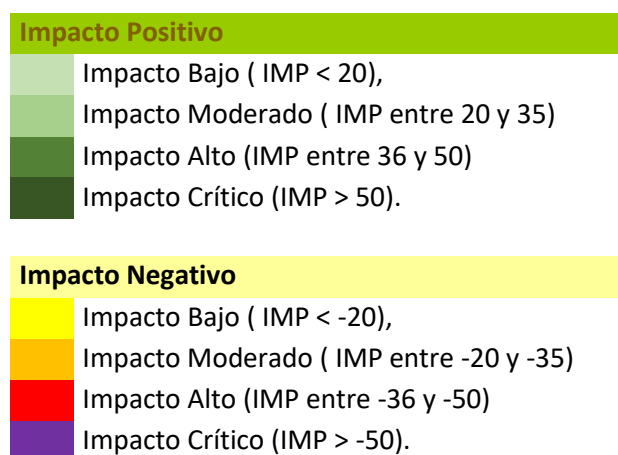 Impacto Positivo
Impacto Bajo ( IMP < 20),
Impacto Moderado ( IMP entre 20 y 35)
Impacto Alto (IMP entre 36 y 50)
Impacto Crítico (IMP > 50).
Impacto Negativo
Impacto Bajo ( IMP < -20),
Impacto Moderado ( IMP entre -20 y -35)
Impacto Alto (IMP entre -36 y -50)
Impacto Crítico (IMP > -50).